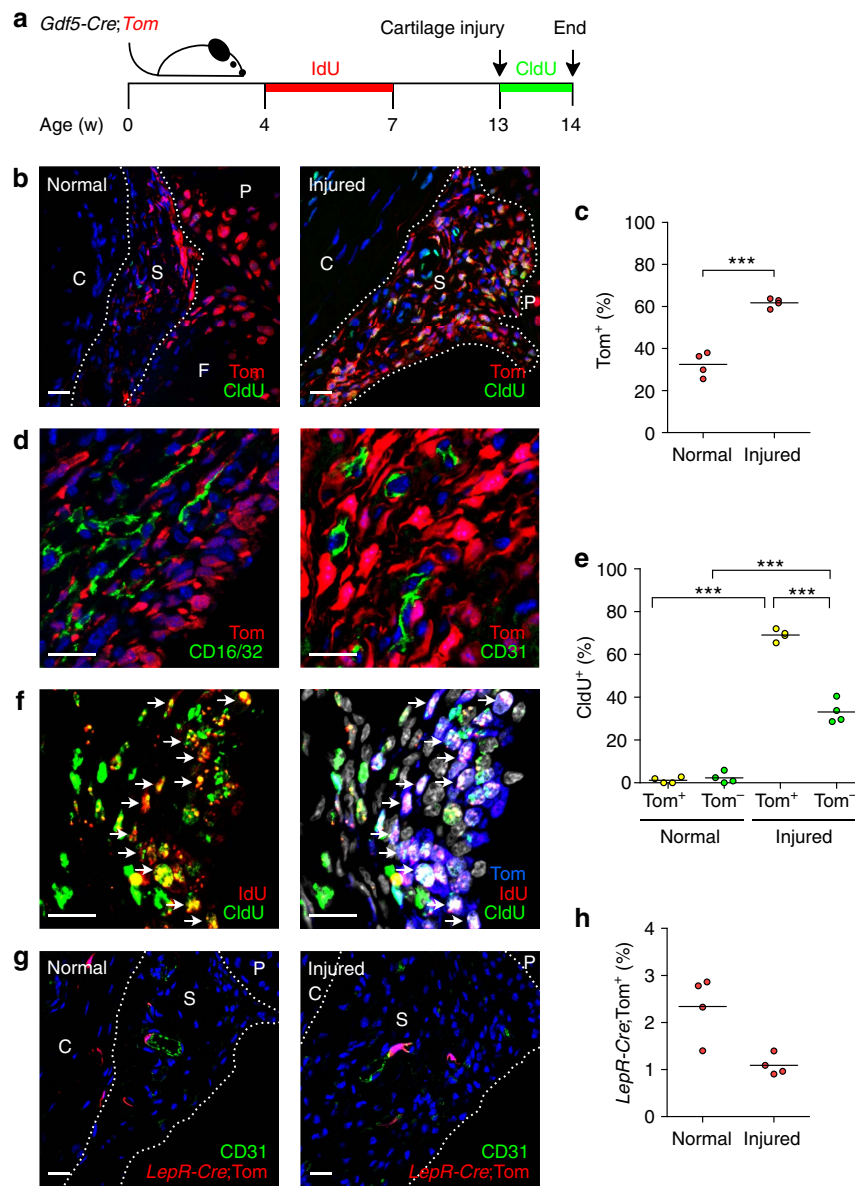 a
Gdf5-Cre;Tom
Cartilage injury
End
IdU
CldU
Age (w)
0
4
7
13
14
b
Normal
P
C
S
F
Tom
CldU
Injured
C
S
P
Tom
CldU
c
Tom⁺ (%)
100
80
60
40
20
0
***
Normal
Injured
d
Tom
CD16/32
Tom
CD31
e
CldU⁺ (%)
100
80
60
40
20
0
***
***
***
Tom⁺
Tom⁻
Tom⁺
Tom⁻
Normal
Injured
f
IdU
CldU
Tom
IdU
CldU
g
Normal
P
S
C
CD31
LepR-Cre;Tom
Injured
P
C
S
CD31
LepR-Cre;Tom
h
LepR-Cre;Tom⁺ (%)
4
3
2
1
0
Normal
Injured